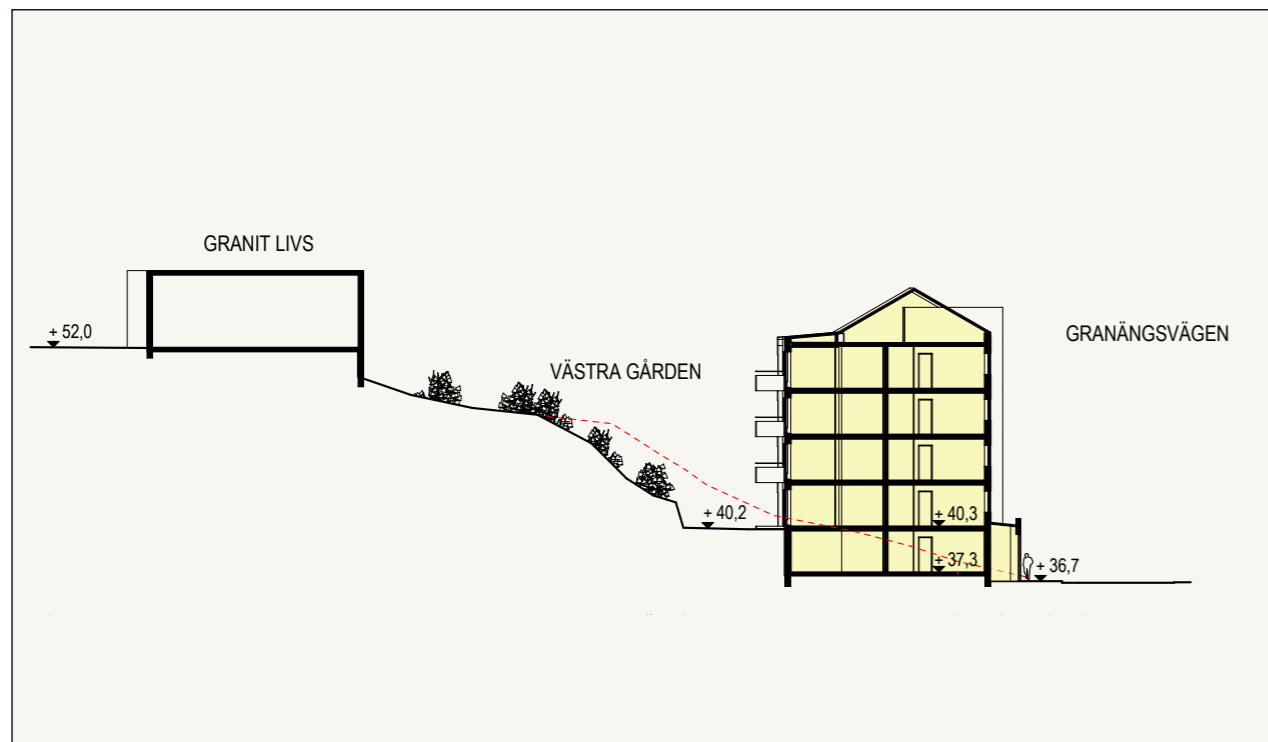 GRANIT LIVS
+ 52,0
GRANÄNGSVÄGEN
VÄSTRA GÅRDEN
+ 40,2
+ 40,3
+ 37,3
+ 36,7